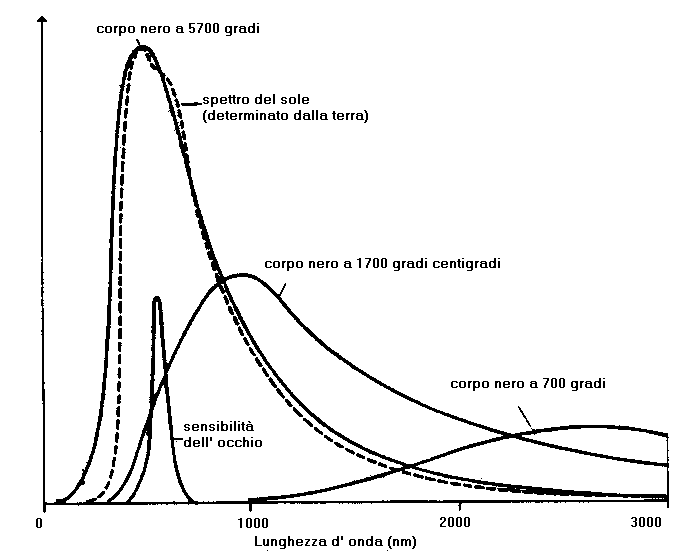 corpo nero a 5700 gradi
spettro del sole
(determinato dalla terra)
corpo nero a 1700 gradi centigradi
corpo nero a 700 gradi
sensibilità
dell' occhio
0 1000 2000 3000
Lunghezza d' onda (nm)